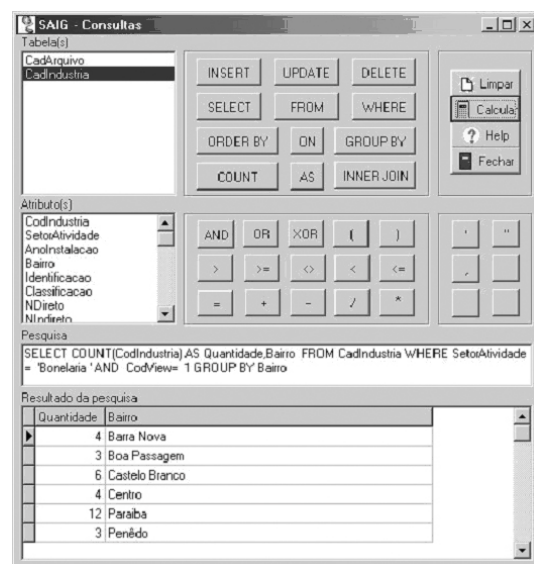 SAIG - Consultas
Tabela(s)
CadArquivo
CadIndustria
INSERT UPDATE DELETE
SELECT FROM WHERE
ORDER BY ON GROUP BY
COUNT AS INNER JOIN
Limpar
Calcula
Help
Fechar
Atributo(s)
CodIndustria
SetorAtividade
AnoInstalacao
Bairro
Identificacao
Classificacao
NDireto
NIndireto
AND OR XOR ( )
> >= <> < <=
= + - / *
' "
,
Pesquisa
SELECT COUNT(CodIndustria) AS Quantidade,Bairro FROM CadIndustria WHERE SetorAtividade
= 'Bonelaria ' AND CodView= 1 GROUP BY Bairro
Resultado da pesquisa
Quantidade Bairro
4 Barra Nova
3 Boa Passagem
6 Castelo Branco
4 Centro
12 Paraiba
3 Penêdo